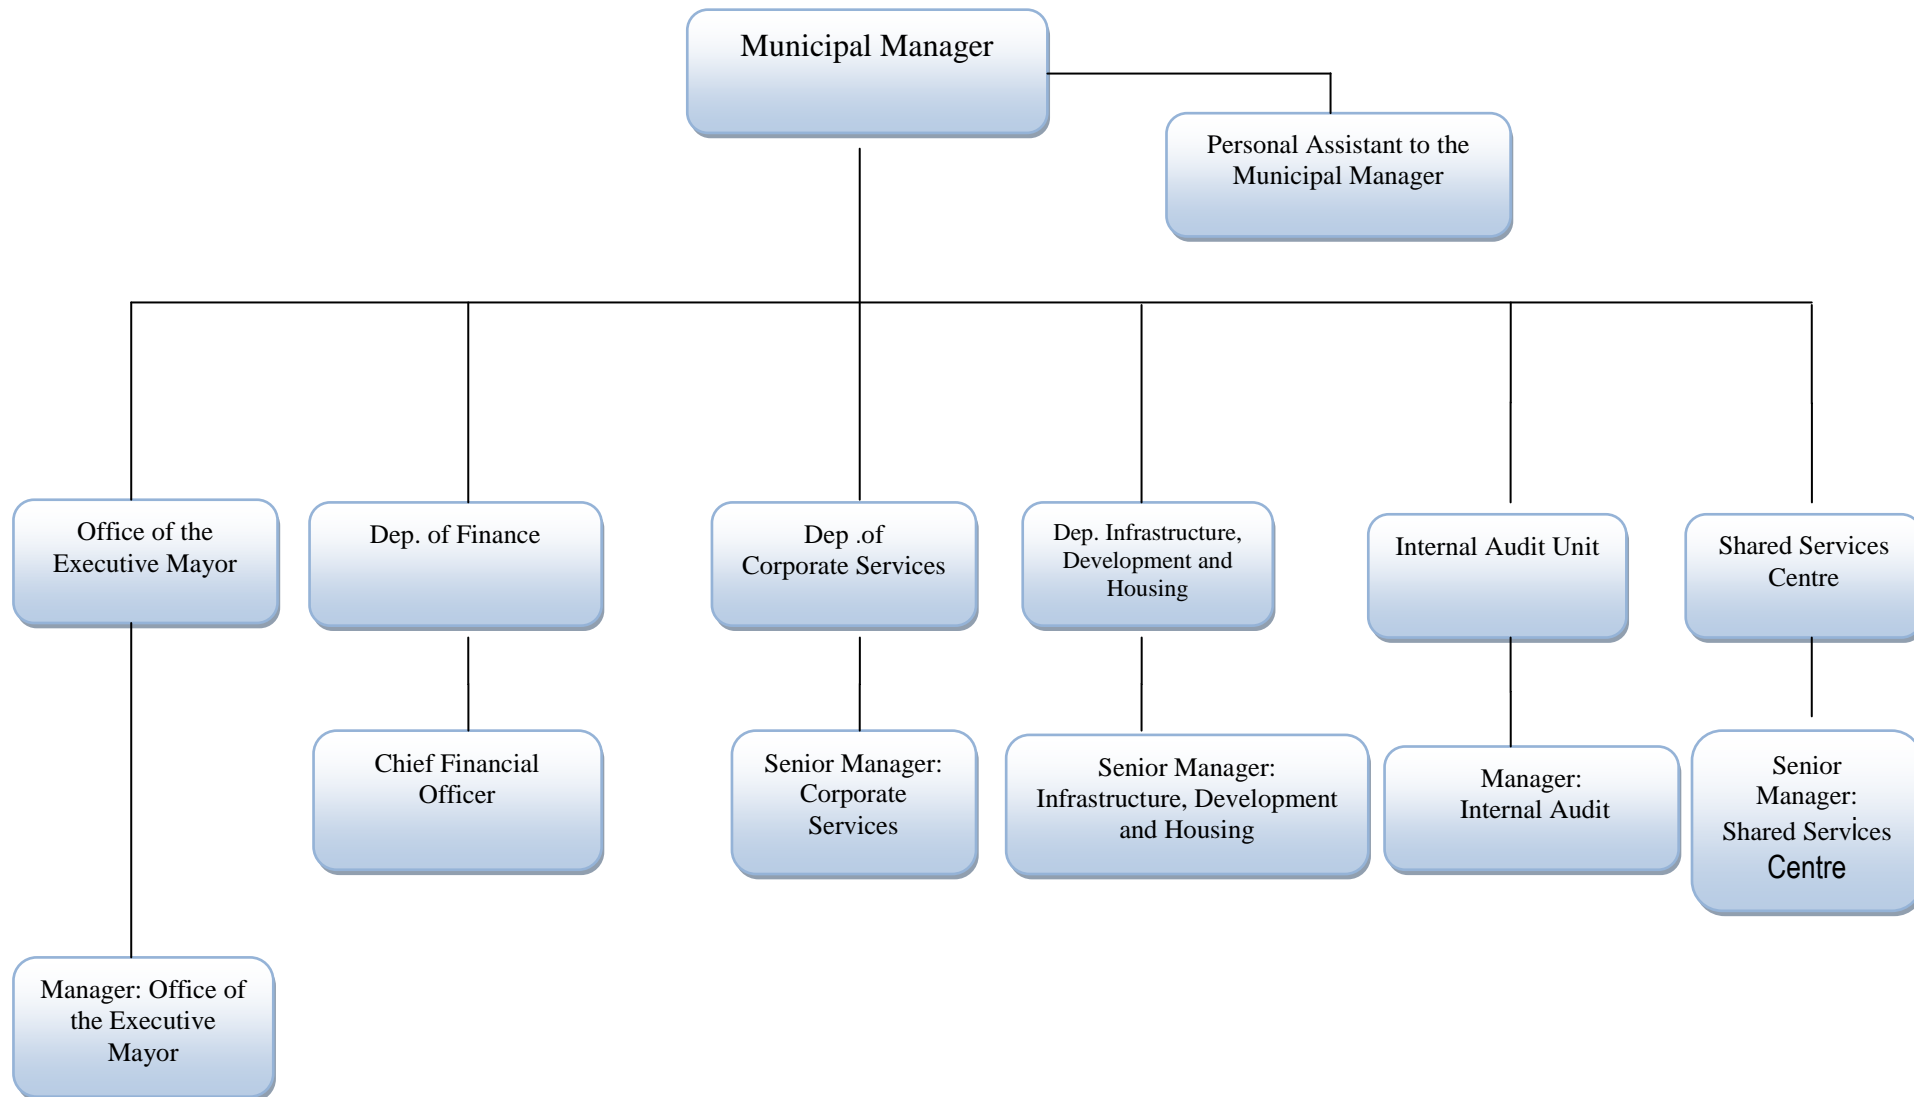 Municipal Manager
Personal Assistant to the
Municipal Manager
Office of the
Executive Mayor
Dep. of Finance
Dep .of
Corporate Services
Dep. Infrastructure,
Development and
Housing
Internal Audit Unit
Shared Services
Centre
Chief Financial
Officer
Senior Manager:
Corporate
Services
Senior Manager:
Infrastructure, Development
and Housing
Manager:
Internal Audit
Senior
Manager:
Shared Services
Centre
Manager: Office of
the Executive
Mayor